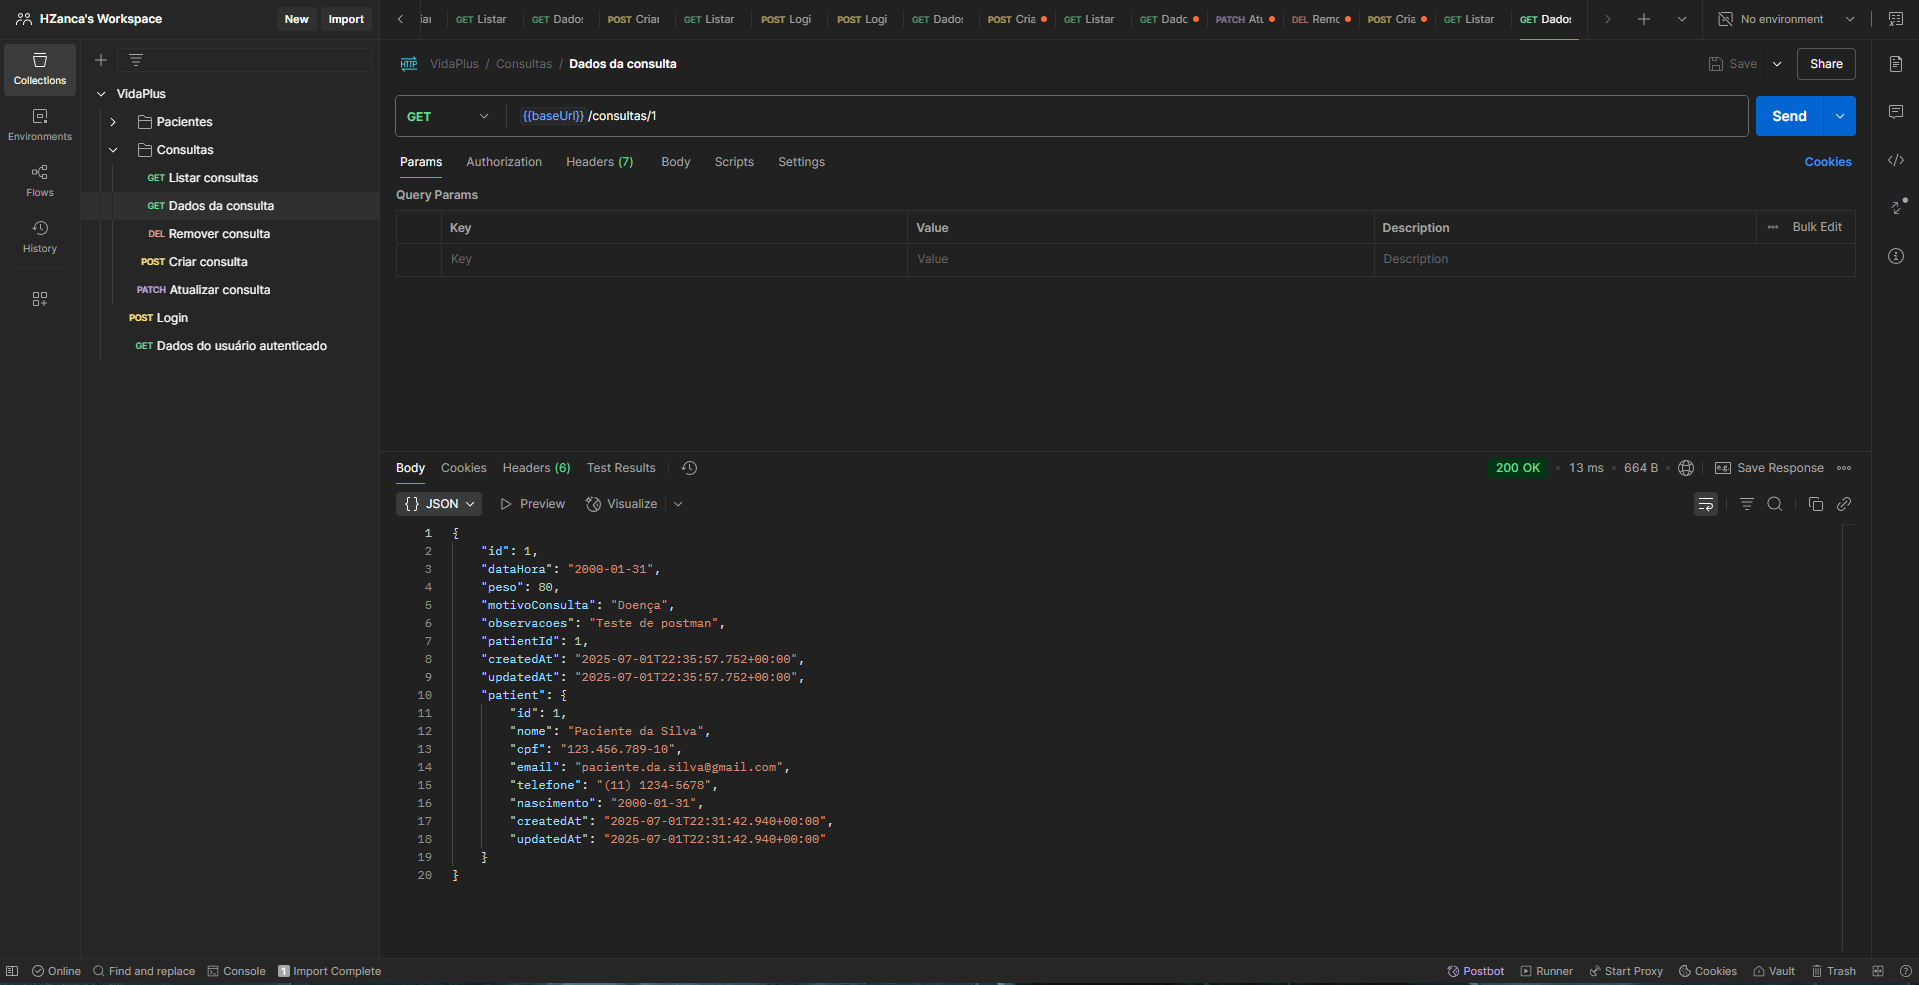 HZanca's Workspace New Import
GET Listar GET Dados POST Criar GET Listar POST Logi POST Logi GET Dados POST Cria GET Listar GET Dadc PATCH Atu DEL Remo POST Cria GET Listar GET Dados
No environment
Collections
Environments
Flows
History
VidaPlus
Pacientes
Consultas
GET Listar consultas
GET Dados da consulta
DEL Remover consulta
POST Criar consulta
PATCH Atualizar consulta
POST Login
GET Dados do usuário autenticado
HTTP VidaPlus / Consultas / Dados da consulta
Save Share
GET {{baseUrl}} /consultas/1 Send
Params Authorization Headers (7) Body Scripts Settings Cookies
Query Params
Key Value Description Bulk Edit
Key Value Description
Body Cookies Headers (6) Test Results 200 OK • 13 ms • 664 B e.g. Save Response
{} JSON Preview Visualize
1 {
2 "id": 1,
3 "dataHora": "2000-01-31",
4 "peso": 80,
5 "motivoConsulta": "Doença",
6 "observacoes": "Teste de postman",
7 "patientId": 1,
8 "createdAt": "2025-07-01T22:35:57.752+00:00",
9 "updatedAt": "2025-07-01T22:35:57.752+00:00",
10 "patient": {
11 "id": 1,
12 "nome": "Paciente da Silva",
13 "cpf": "123.456.789-10",
14 "email": "paciente.da.silva@gmail.com",
15 "telefone": "(11) 1234-5678",
16 "nascimento": "2000-01-31",
17 "createdAt": "2025-07-01T22:31:42.940+00:00",
18 "updatedAt": "2025-07-01T22:31:42.940+00:00"
19 }
20 }
Online Find and replace Console 1 Import Complete
Postbot Runner Start Proxy Cookies Vault Trash